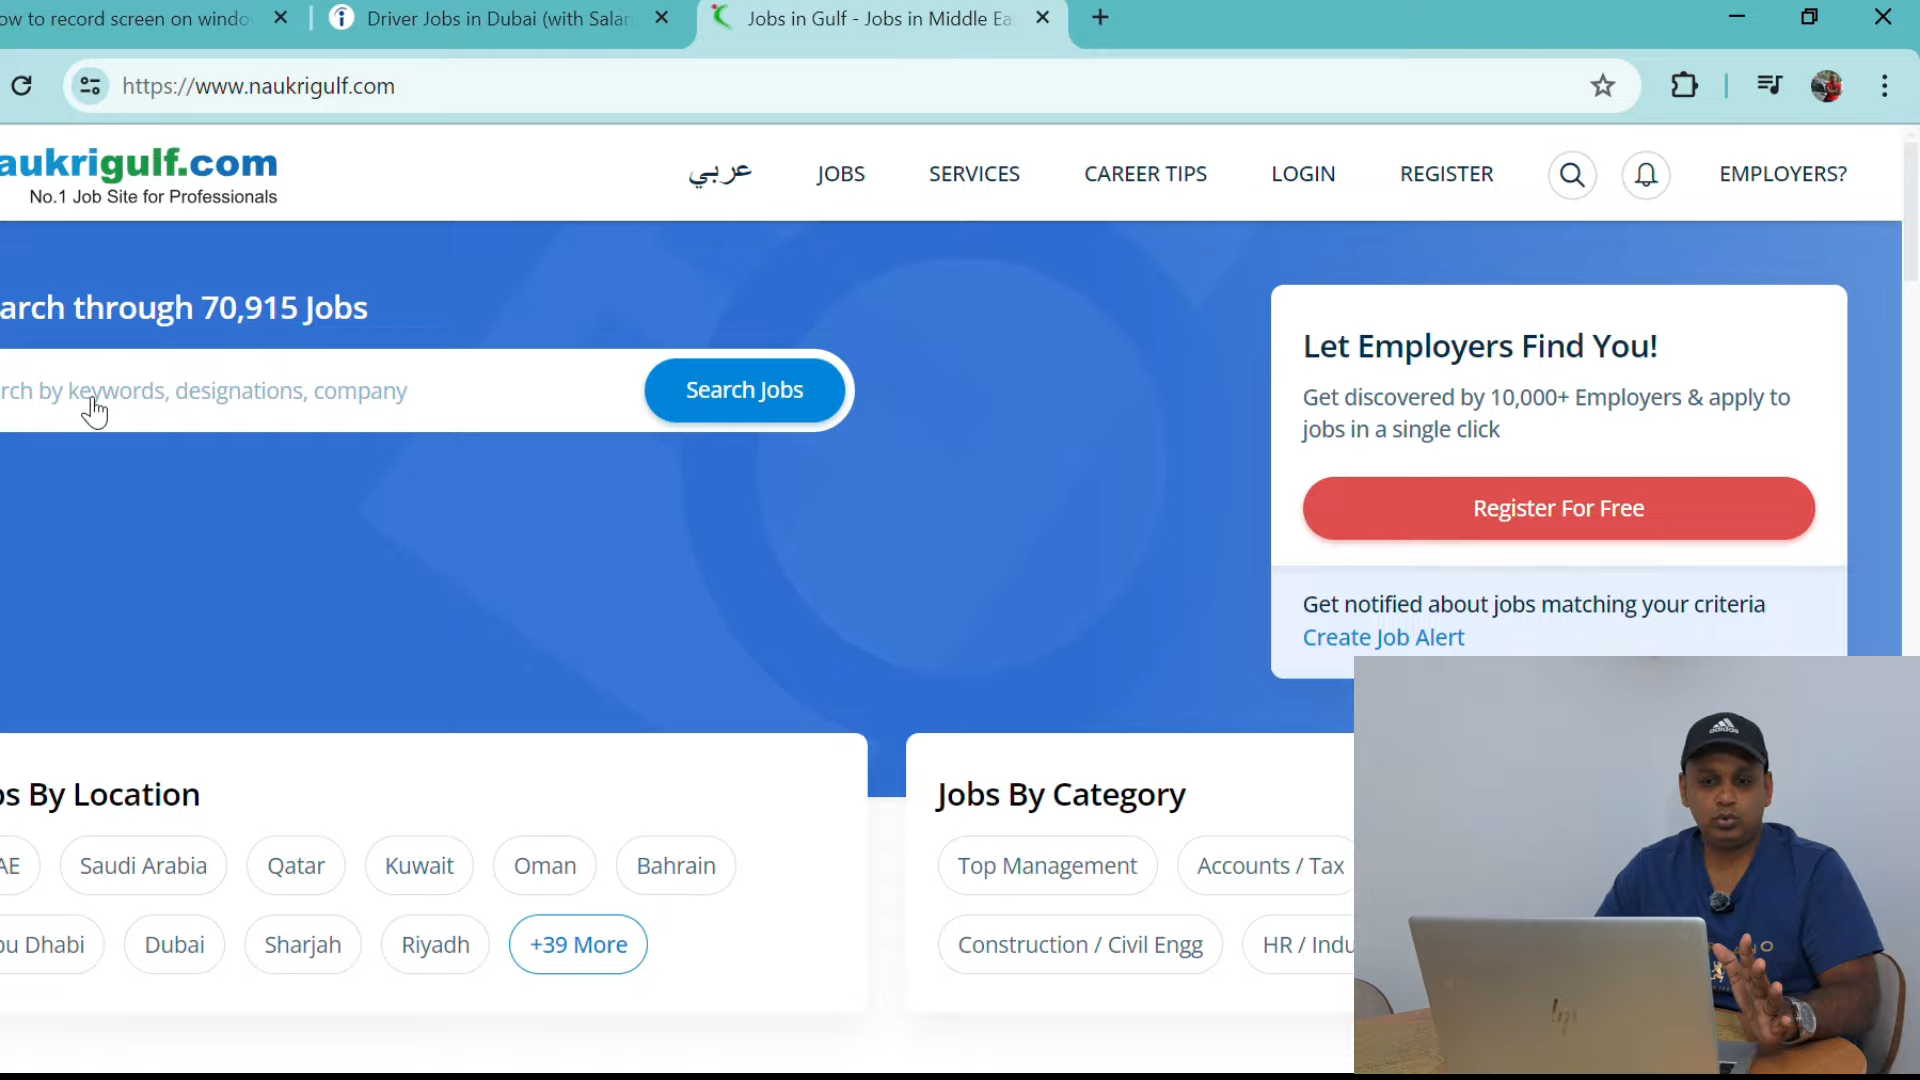 ow to record screen on windo
Driver Jobs in Dubai (with Salar
Jobs in Gulf - Jobs in Middle Ea
https://www.naukrigulf.com
aukrigulf.com
No.1 Job Site for Professionals
عربي
JOBS
SERVICES
CAREER TIPS
LOGIN
REGISTER
EMPLOYERS?
arch through 70,915 Jobs
rch by keywords, designations, company
Search Jobs
Let Employers Find You!
Get discovered by 10,000+ Employers & apply to
jobs in a single click
Register For Free
Get notified about jobs matching your criteria
Create Job Alert
bs By Location
AE
Saudi Arabia
Qatar
Kuwait
Oman
Bahrain
bu Dhabi
Dubai
Sharjah
Riyadh
+39 More
Jobs By Category
Top Management
Accounts / Tax
Construction / Civil Engg
HR / Indu
adidas
hp